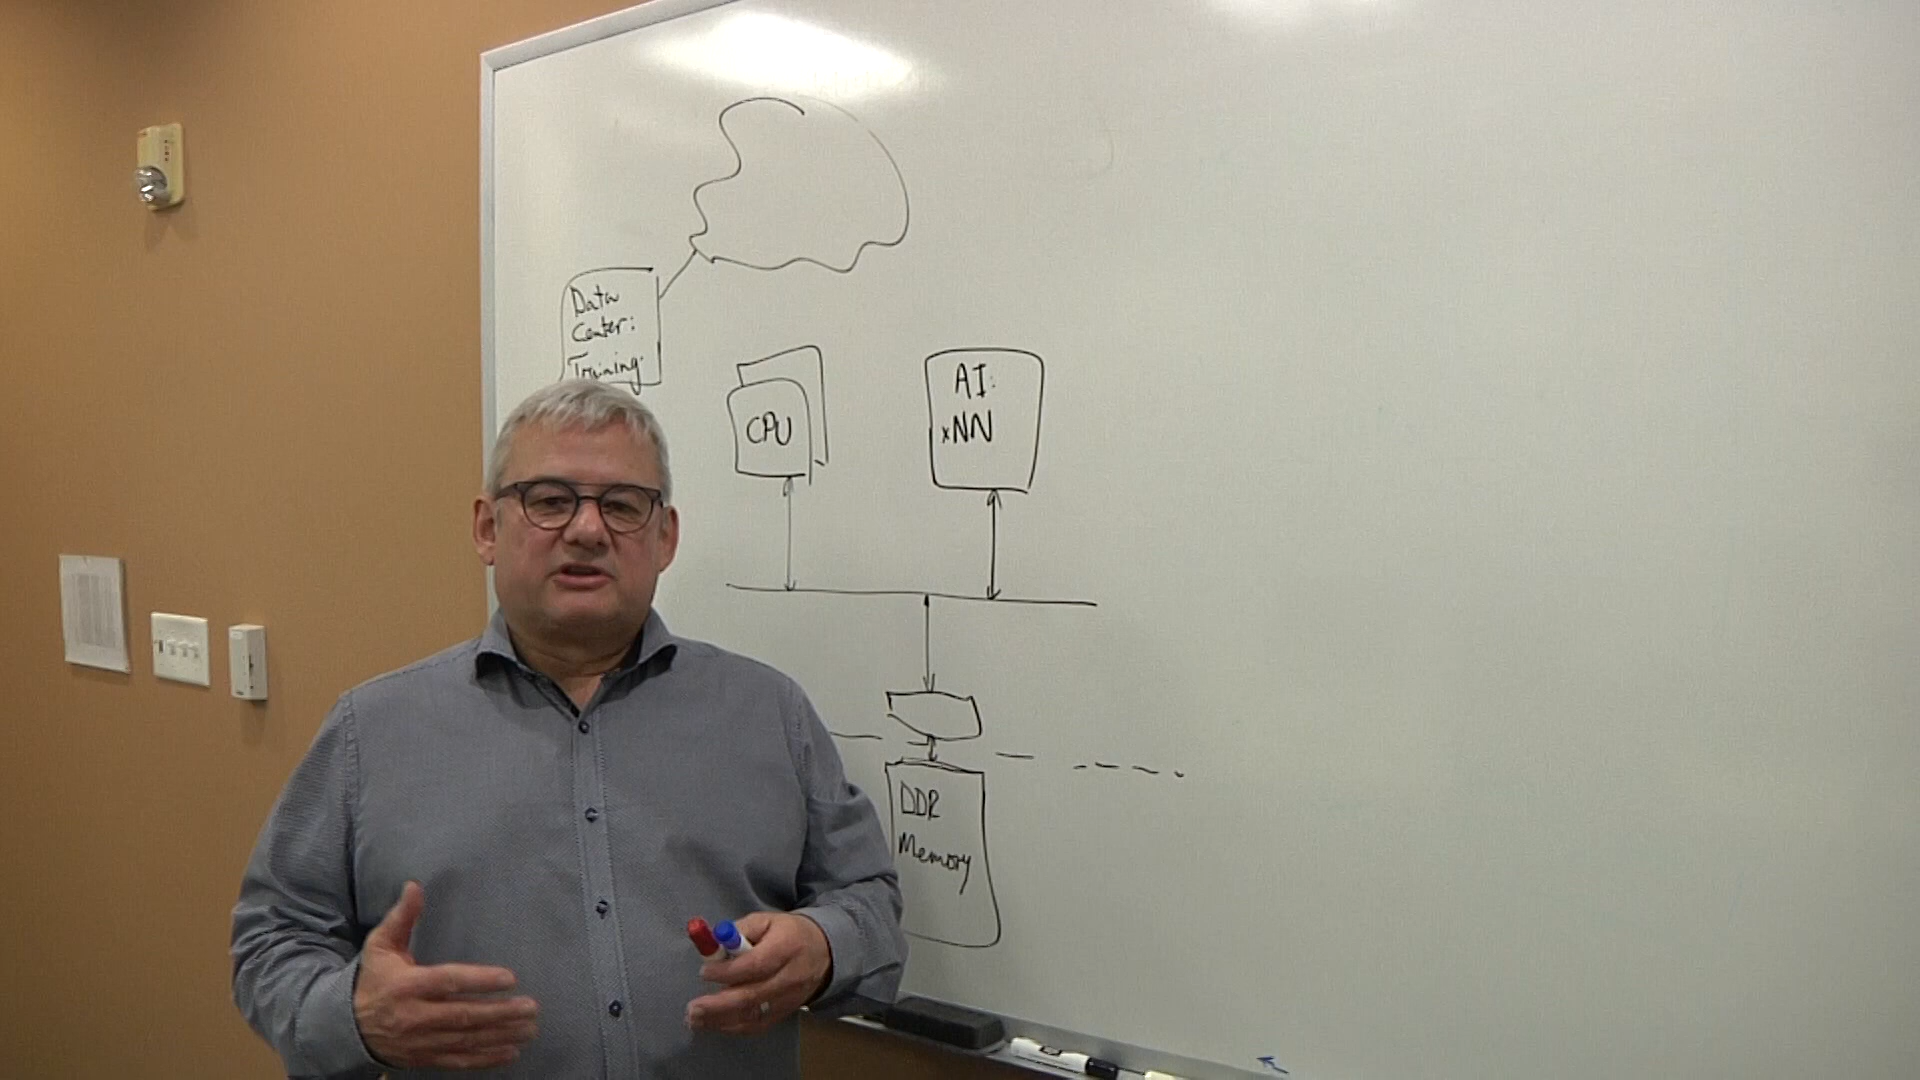 Data
Center:
Training:
CPU
AI:
xNN
DDR
Memory